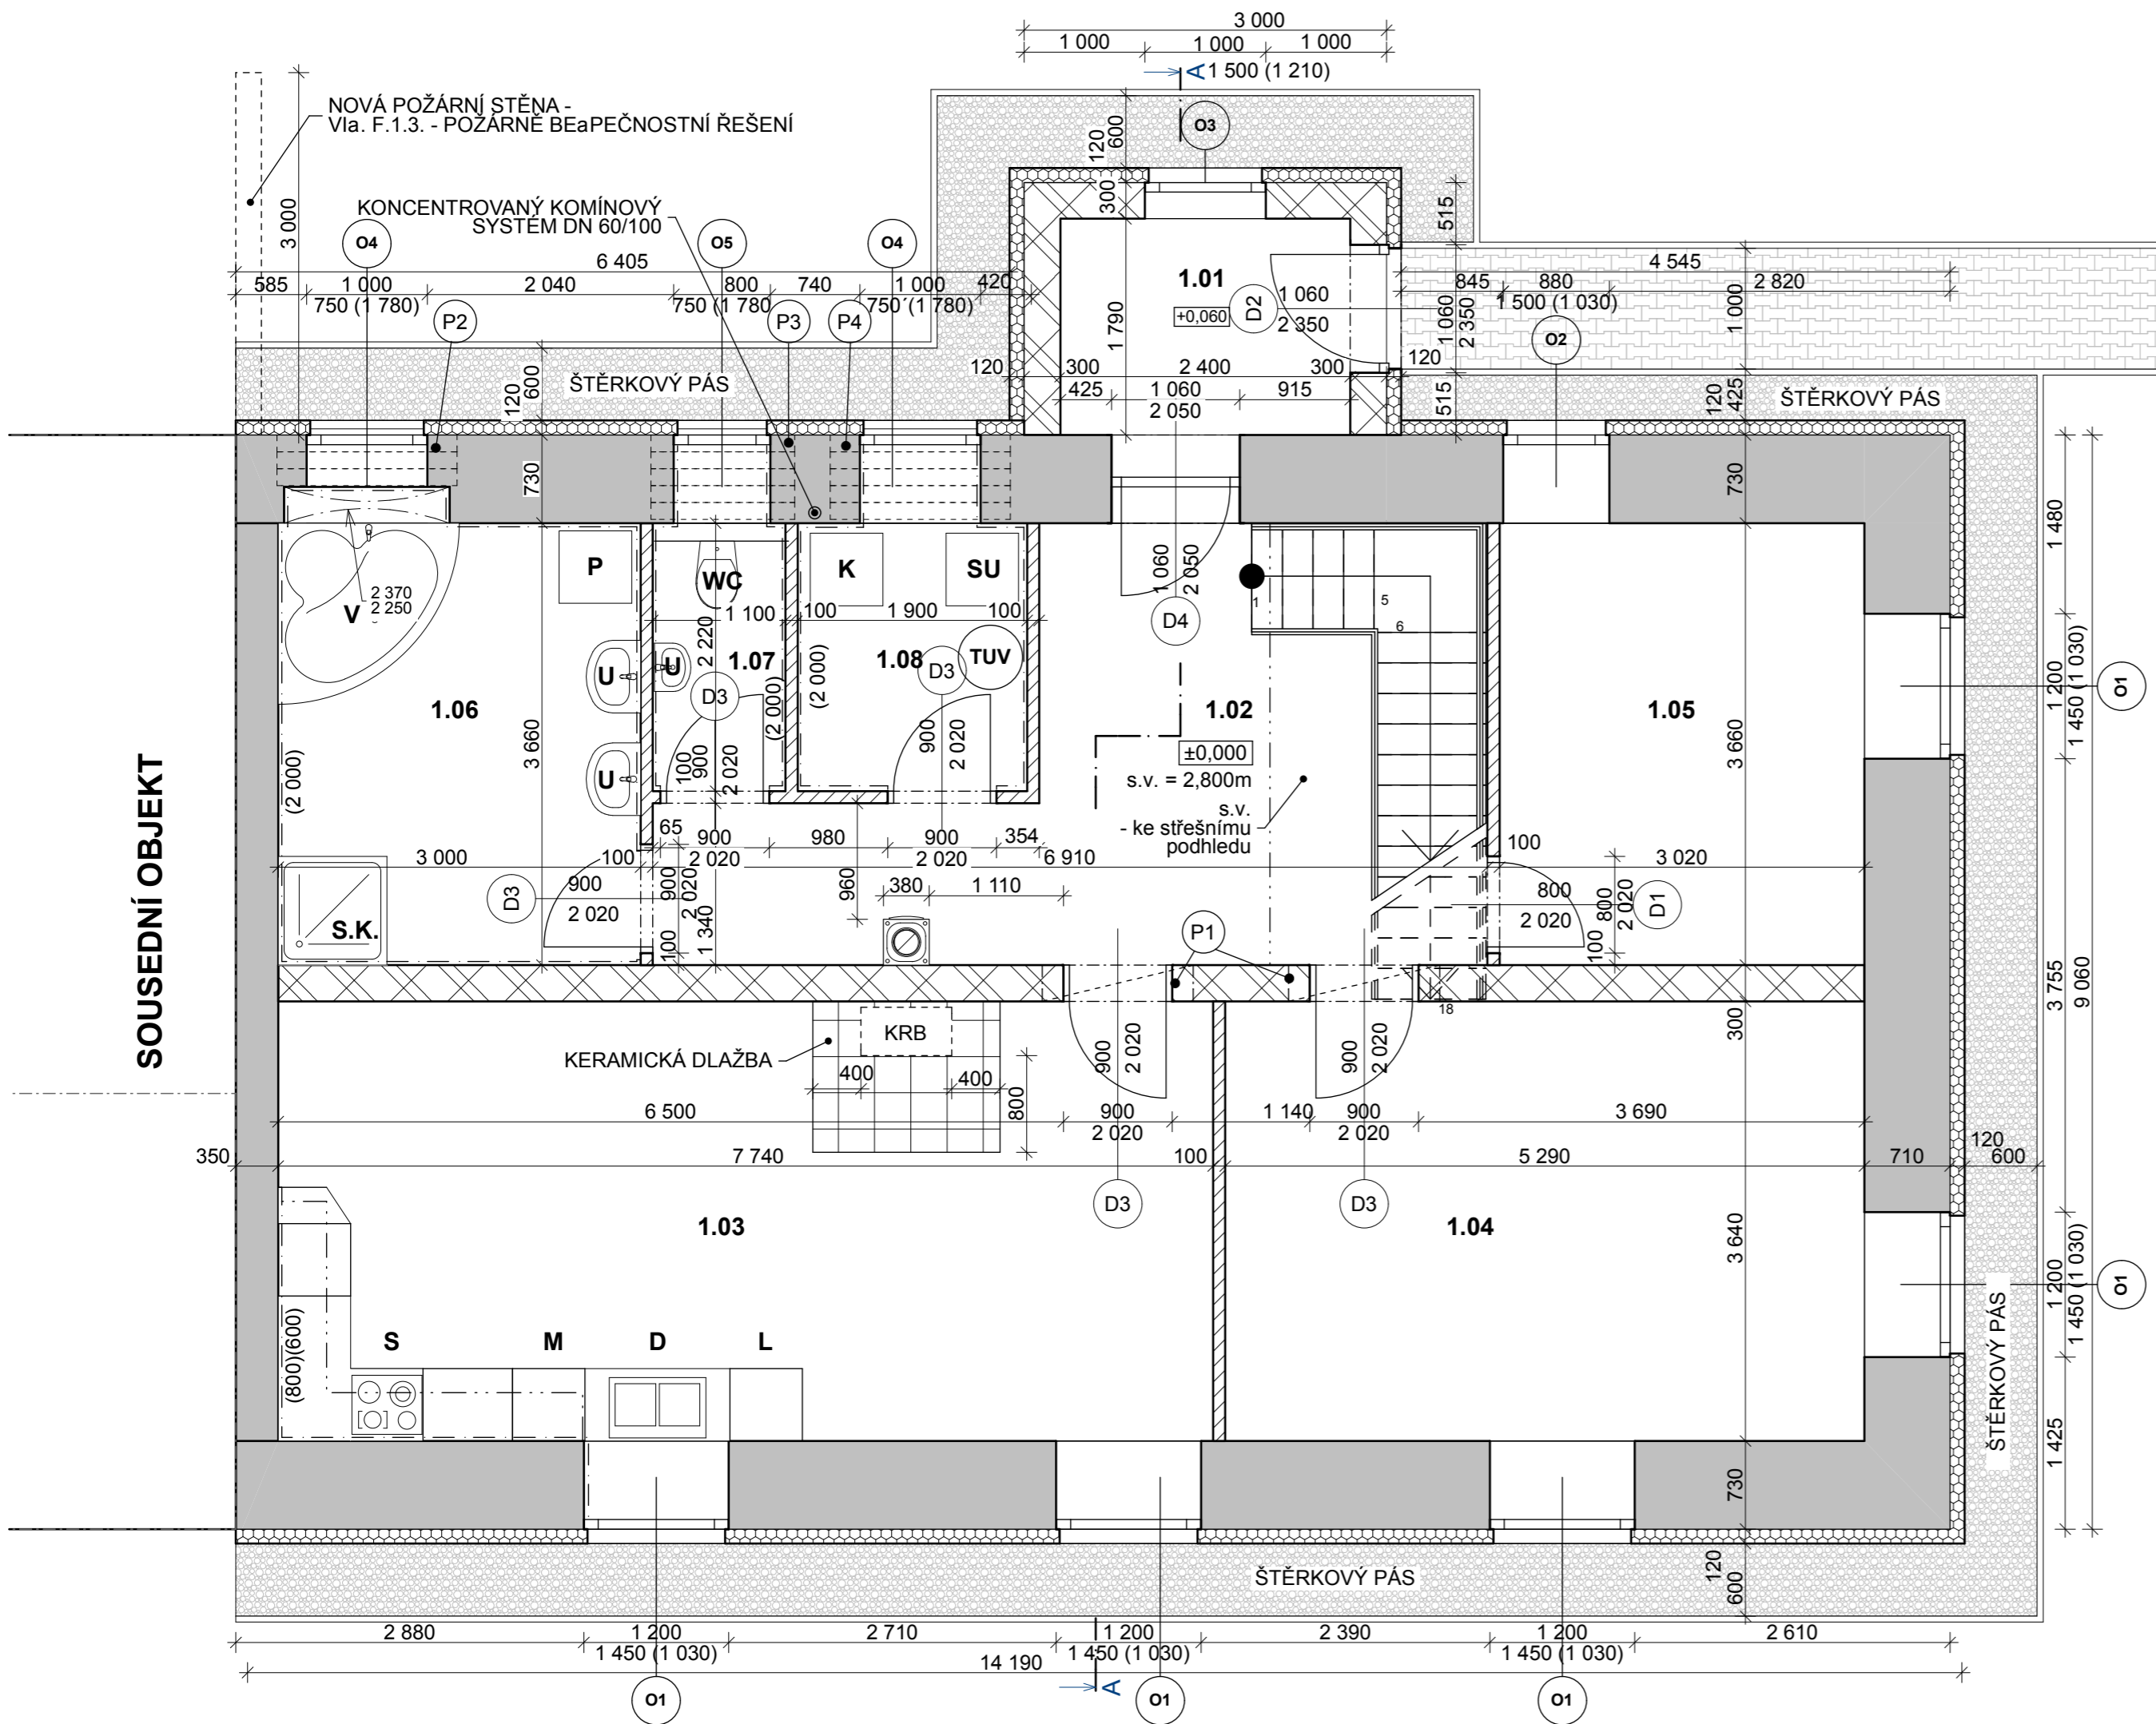 3 000
1 000
1 000
1 000
A
1 500 (1 210)
O3
NOVÁ POŽÁRNÍ STĚNA -
Vla. F.1.3. - POŽÁRNĚ BEaPEČNOSTNÍ ŘEŠENÍ
120
600
300
3 000
KONCENTROVANÝ KOMÍNOVÝ
SYSTÉM DN 60/100
O4
O5
O4
6 405
585
1 000
2 040
800
740
1 000
420
750 (1 780)
750 (1 780)
750´(1 780)
P2
P3
P4
1.01
+0,060
D2
1 060
2 350
1 790
515
1 060
2 350
515
4 545
845
880
2 820
1 500 (1 030)
O2
1 000
120
425
120
600
ŠTĚRKOVÝ PÁS
120
300
2 400
300
120
425
1 060
915
2 050
ŠTĚRKOVÝ PÁS
730
730
1 480
P
WC
K
SU
V
2 370
2 250
1 100
100
1 900
100
2 220
1.07
(2 000)
(2 000)
1.08
D3
TUV
D3
U
U
U
1.06
3 660
(2 000)
100
900
2 020
900
2 020
1 060
2 050
D4
1
5
6
1.02
±0,000
s.v. = 2,800m
s.v.
- ke střešnímu
podhledu
1.05
3 660
1 200
1 450 (1 030)
O1
SOUSEDNÍ OBJEKT
65
900
980
900
354
2 020
2 020
6 910
3 000
100
100
3 020
D3
900
2 020
900
2 020
1 340
100
960
380
1 110
S.K.
P1
800
2 020
800
2 020
100
D1
18
3 755
9 060
KRB
KERAMICKÁ DLAŽBA
400
400
800
900
2 020
900
2 020
300
6 500
900
1 140
900
3 690
2 020
2 020
350
7 740
100
5 290
710
120
600
D3
D3
1.03
1.04
3 640
1 200
1 450 (1 030)
O1
S
M
D
L
(800)(600)
ŠTĚRKOVÝ PÁS
1 425
730
120
600
ŠTĚRKOVÝ PÁS
2 880
1 200
2 710
1 200
2 390
1 200
2 610
1 450 (1 030)
1 450 (1 030)
1 450 (1 030)
14 190
A
O1
O1
O1